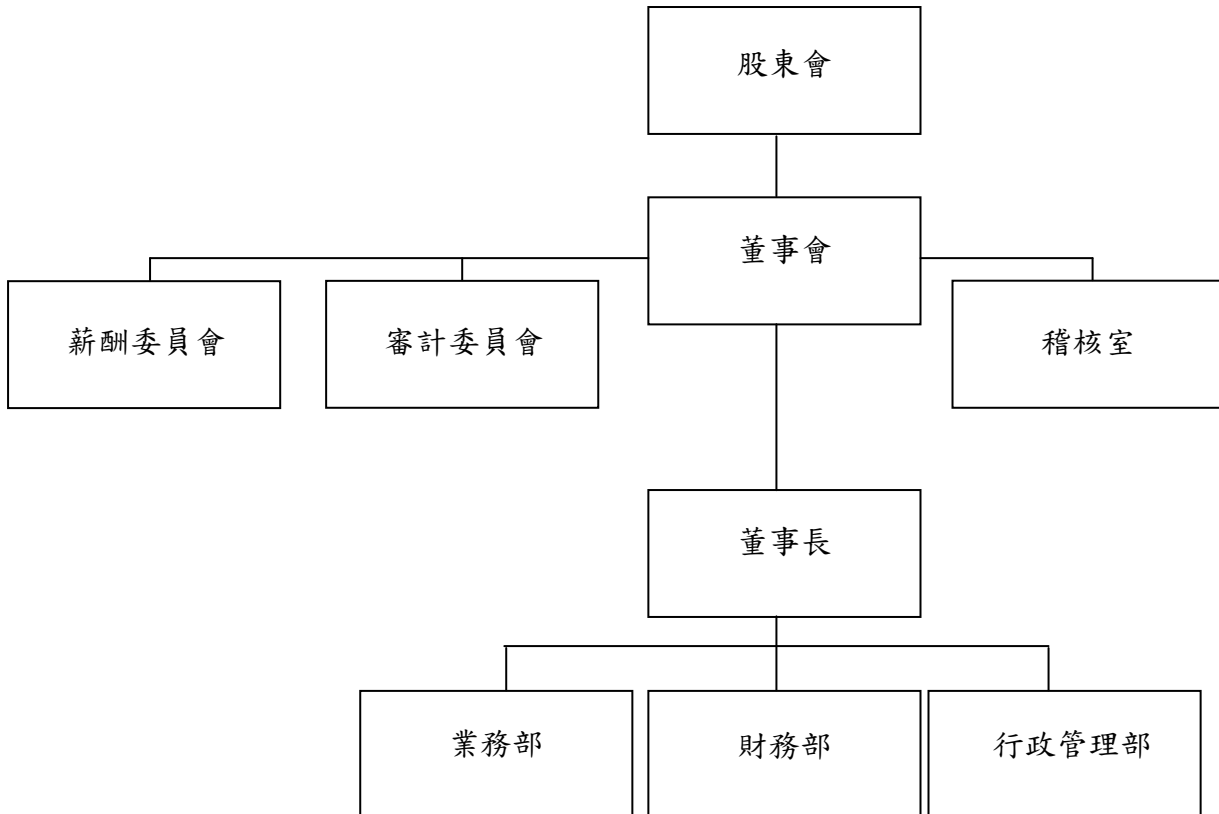 股東會
董事會
薪酬委員會
審計委員會
稽核室
董事長
業務部
財務部
行政管理部